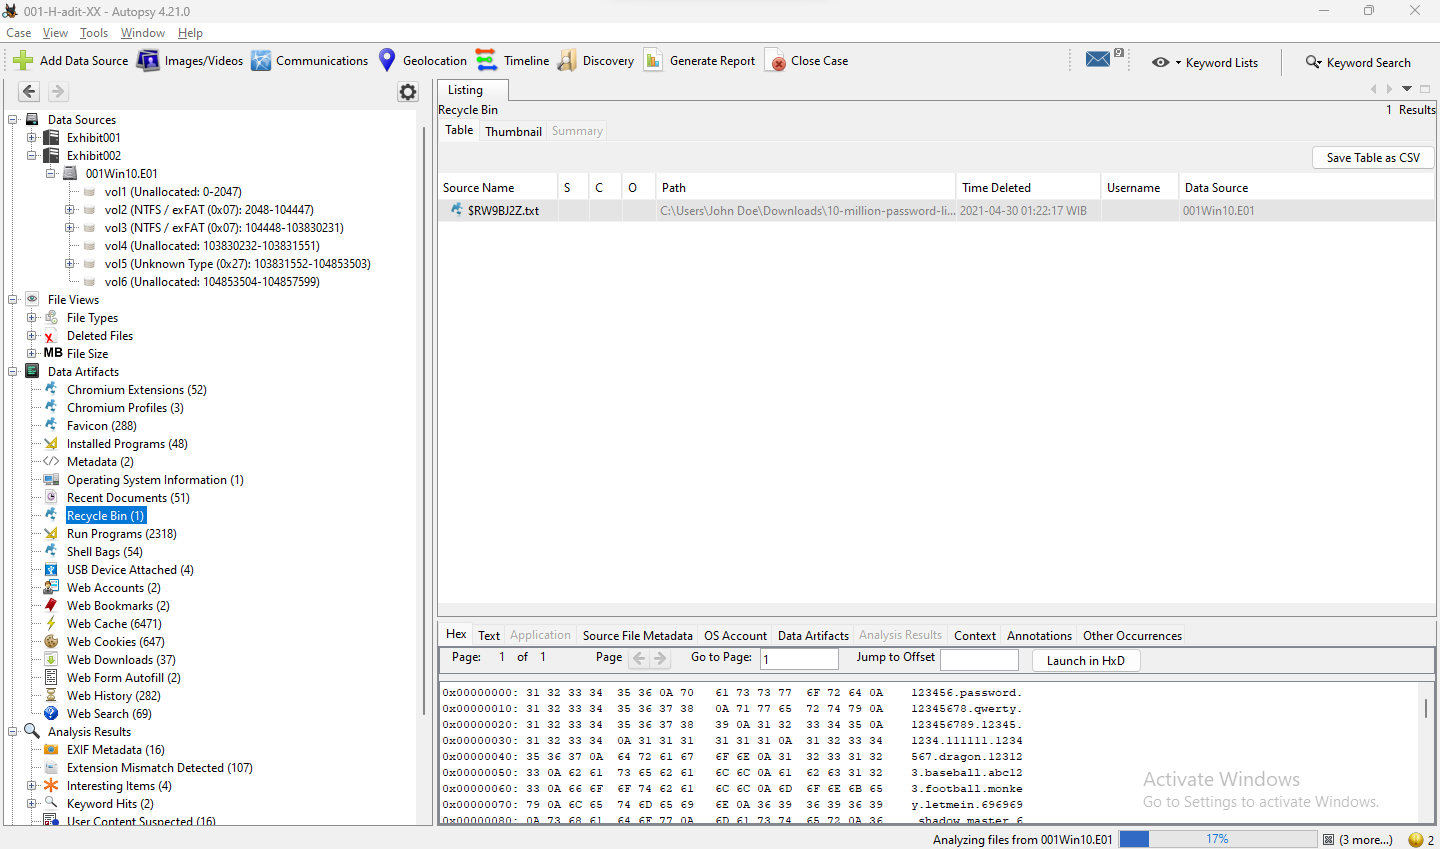 001-H-adit-XX - Autopsy 4.21.0
Case View Tools Window Help
Add Data Source Images/Videos Communications Geolocation Timeline Discovery Generate Report Close Case 9 Keyword Lists Keyword Search
Data Sources
Exhibit001
Exhibit002
001Win10.E01
vol1 (Unallocated: 0-2047)
vol2 (NTFS / exFAT (0x07): 2048-104447)
vol3 (NTFS / exFAT (0x07): 104448-103830231)
vol4 (Unallocated: 103830232-103831551)
vol5 (Unknown Type (0x27): 103831552-104853503)
vol6 (Unallocated: 104853504-104857599)
File Views
File Types
Deleted Files
MB File Size
Data Artifacts
Chromium Extensions (52)
Chromium Profiles (3)
Favicon (288)
Installed Programs (48)
Metadata (2)
Operating System Information (1)
Recent Documents (51)
Recycle Bin (1)
Run Programs (2318)
Shell Bags (54)
USB Device Attached (4)
Web Accounts (2)
Web Bookmarks (2)
Web Cache (6471)
Web Cookies (647)
Web Downloads (37)
Web Form Autofill (2)
Web History (282)
Web Search (69)
Analysis Results
EXIF Metadata (16)
Extension Mismatch Detected (107)
Interesting Items (4)
Keyword Hits (2)
User Content Suspected (16)
Listing
Recycle Bin
1 Results
Table Thumbnail Summary
Save Table as CSV
Source Name S C O Path Time Deleted Username Data Source
$RW9BJ2Z.txt C:\Users\John Doe\Downloads\10-million-password-li... 2021-04-30 01:22:17 WIB 001Win10.E01
Hex Text Application Source File Metadata OS Account Data Artifacts Analysis Results Context Annotations Other Occurrences
Page: 1 of 1 Page Go to Page: 1 Jump to Offset Launch in HxD
0x00000000: 31 32 33 34 35 36 0A 70 61 73 73 77 6F 72 64 0A 123456.password.
0x00000010: 31 32 33 34 35 36 37 38 0A 71 77 65 72 74 79 0A 12345678.qwerty.
0x00000020: 31 32 33 34 35 36 37 38 39 0A 31 32 33 34 35 0A 123456789.12345.
0x00000030: 31 32 33 34 0A 31 31 31 31 31 31 0A 31 32 33 34 1234.111111.1234
0x00000040: 35 36 37 0A 64 72 61 67 6F 6E 0A 31 32 33 31 32 567.dragon.12312
0x00000050: 33 0A 62 61 73 65 62 61 6C 6C 0A 61 62 63 31 32 3.baseball.abc12
0x00000060: 33 0A 66 6F 6F 74 62 61 6C 6C 0A 6D 6F 6E 6B 65 3.football.monke
0x00000070: 79 0A 6C 65 74 6D 65 69 6E 0A 36 39 36 39 36 39 y.letmein.696969
0x00000080: 0A 73 68 61 64 6F 77 0A 6D 61 73 74 65 72 0A 36 .shadow.master.6
Activate Windows
Go to Settings to activate Windows.
Analyzing files from 001Win10.E01 17% (3 more...) 2